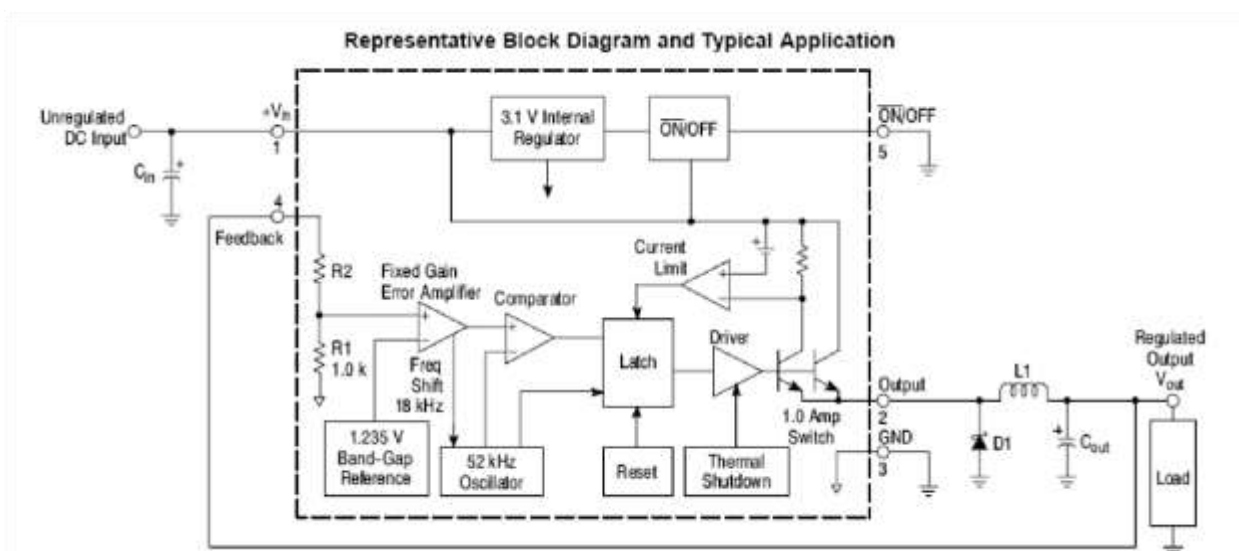 Representative Block Diagram and Typical Application
Unregulated
DC Input
+Vin
1
Cin
+
3.1 V Internal
Regulator
ON/OFF
ON/OFF
5
4
Feedback
R2
R1
1.0 k
Fixed Gain
Error Amplifier
+
−
Freq
Shift
18 kHz
Comparator
+
−
Current
Limit
+
−
+
Latch
Driver
1.0 Amp
Switch
1.235 V
Band-Gap
Reference
52 kHz
Oscillator
Reset
Thermal
Shutdown
Output
2
GND
3
D1
L1
+
Cout
Regulated
Output
Vout
Load